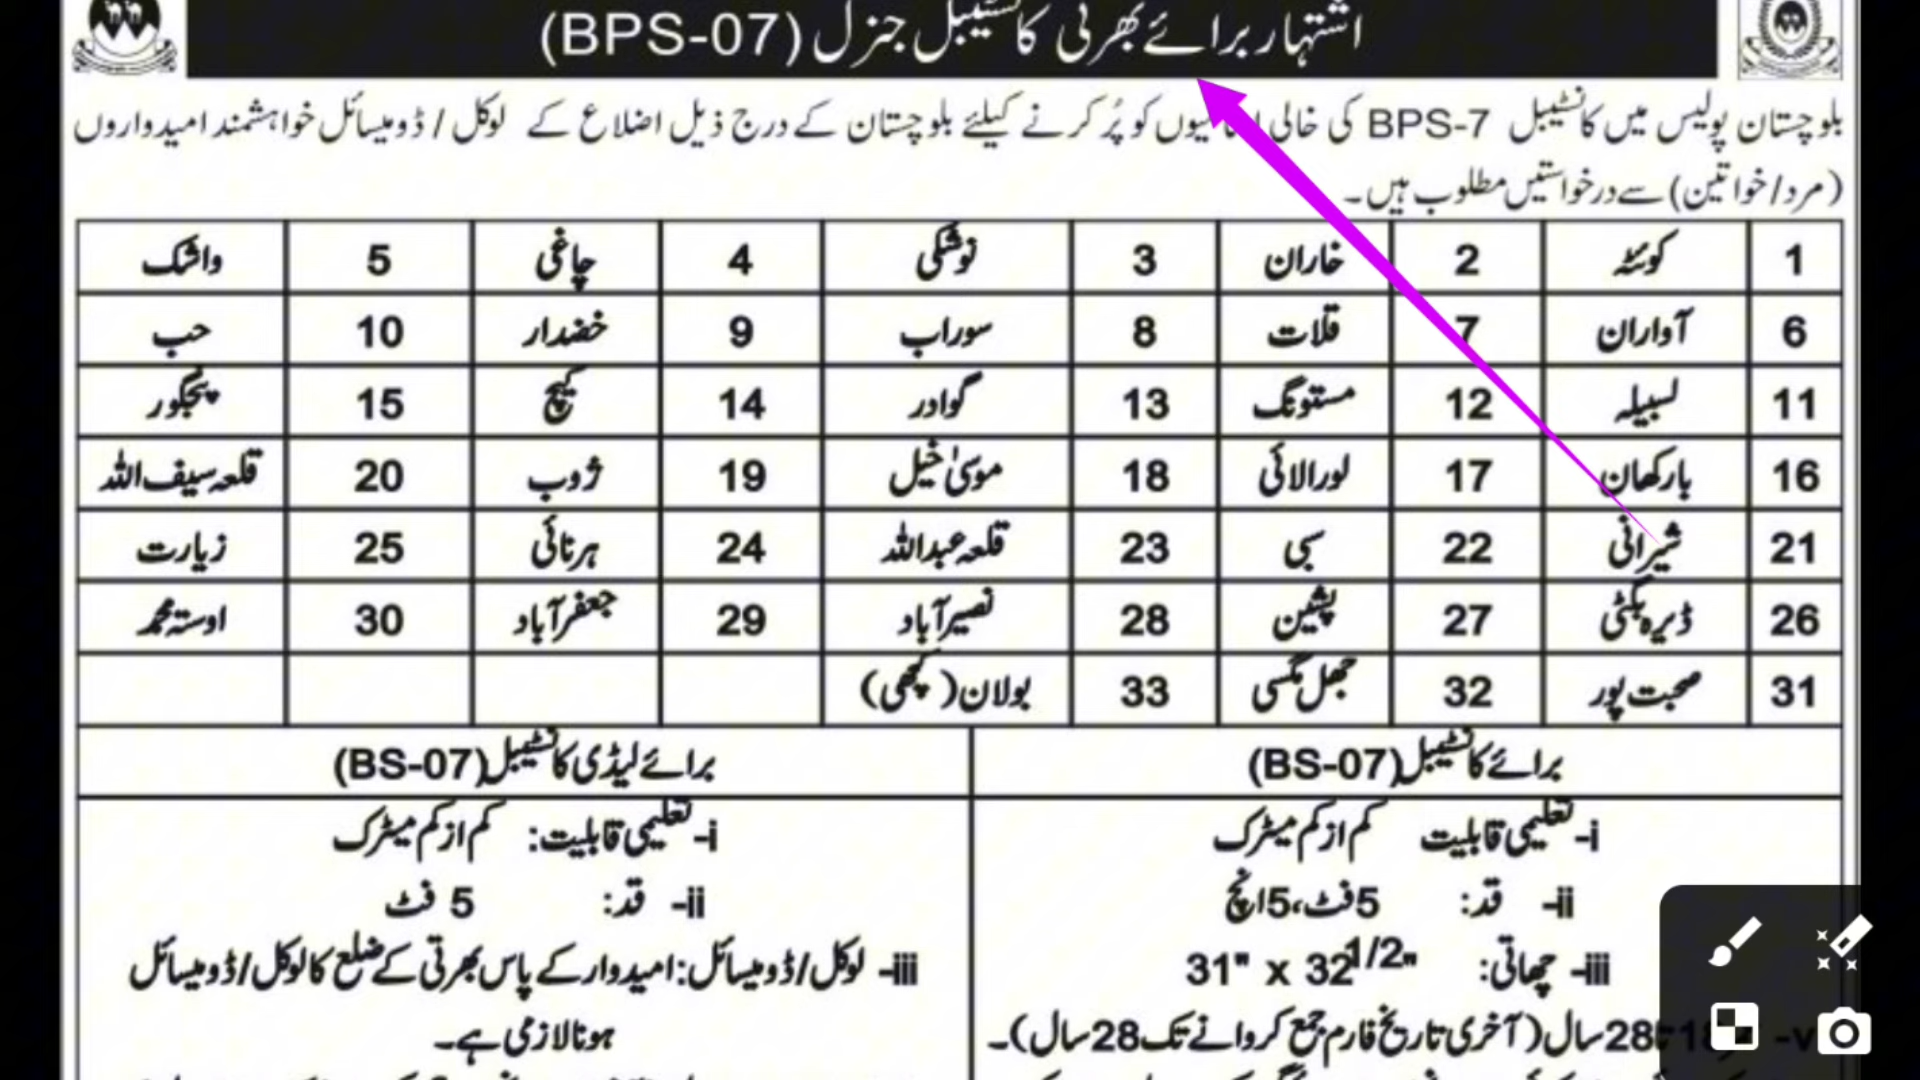 اشتہار برائے بھرتی کانسٹیبل جنرل (BPS-07)
بلوچستان پولیس میں کانسٹیبل BPS-7 کی خالی کو پُر کرنے کیلئے بلوچستان کے درج ذیل اضلاع کے لوکل / ڈومیسائل خواہشمند امیدواروں
(مرد/خواتین) سے درخواستیں مطلوب ہیں۔
1 کوئٹہ 2 خاران 3 نوشکی 4 چاغی 5 واشک
6 آواران 7 قلات 8 سوراب 9 خضدار 10 حب
11 لسبیلہ 12 مستونگ 13 گوادر 14 کیچ 15 پنجگور
16 بارکھان 17 لورالائی 18 موسیٰ خیل 19 ژوب 20 قلعہ سیف اللہ
21 شیرانی 22 سبی 23 قلعہ عبداللہ 24 ہرنائی 25 زیارت
26 ڈیرہ بگٹی 27 پشین 28 نصیر آباد 29 جعفر آباد 30 اوستہ محمد
31 صحبت پور 32 جھل مگسی 33 بولان (کچھی)
برائے کانسٹیبل (BS-07)
i- تعلیمی قابلیت کم از کم میٹرک
ii- قد: 5 فٹ، 5 انچ
iii- چھاتی: 31" x 32 1/2"
28 سال (آخری تاریخ فارم جمع کروانے تک 28 سال)۔
برائے لیڈی کانسٹیبل (BS-07)
i- تعلیمی قابلیت: کم از کم میٹرک
ii- قد: 5 فٹ
iii- لوکل/ڈومیسائل: امیدوار کے پاس بھرتی کے ضلع کا لوکل/ڈومیسائل
ہونا لازمی ہے۔